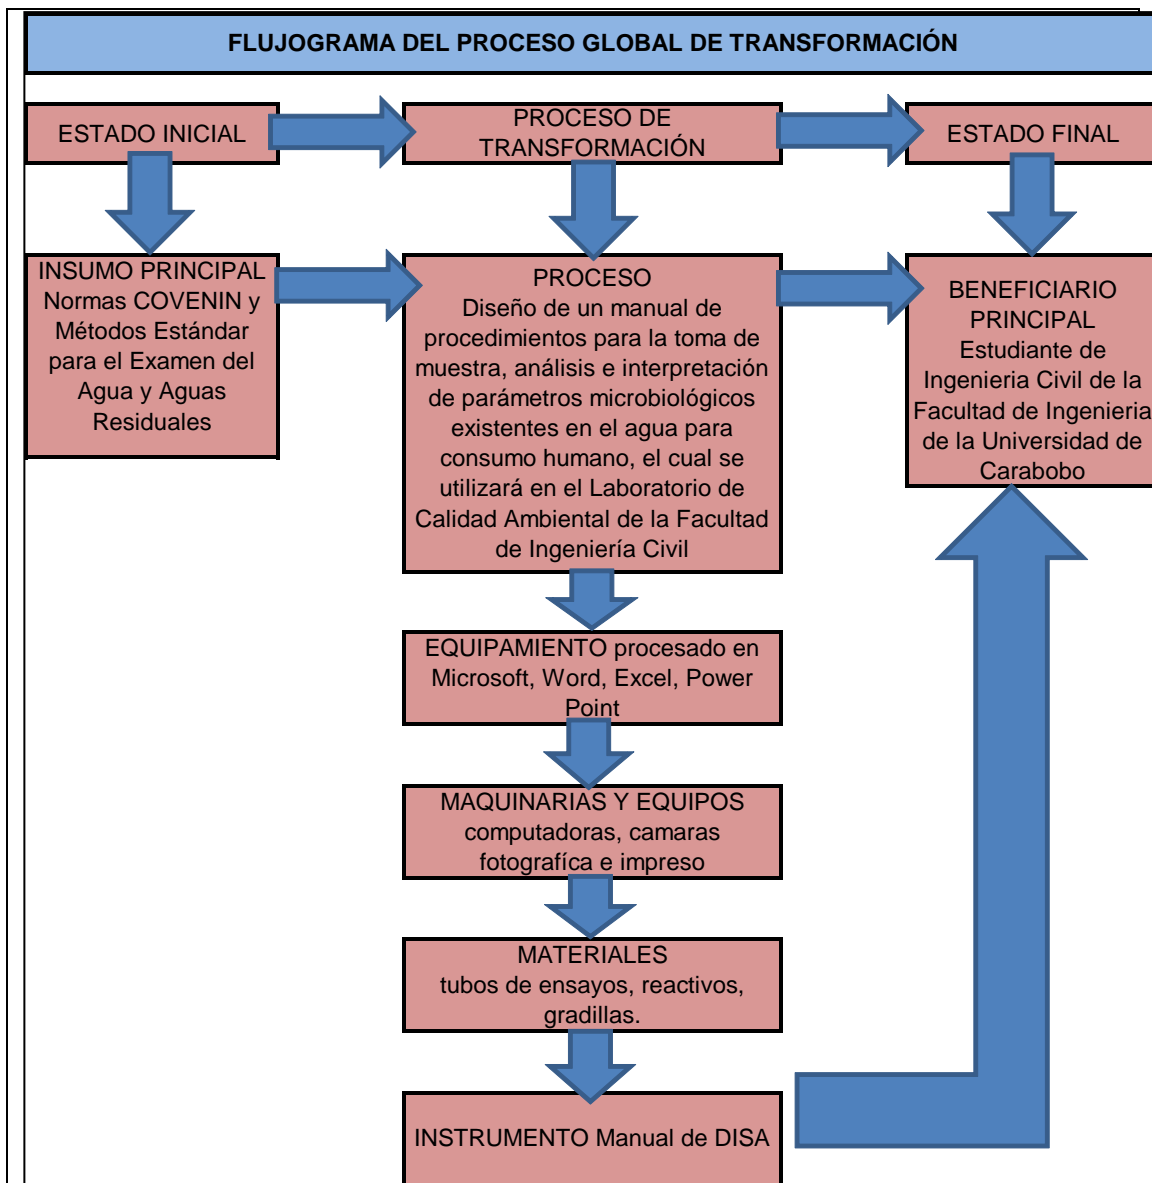 FLUJOGRAMA DEL PROCESO GLOBAL DE TRANSFORMACIÓN
ESTADO INICIAL
PROCESO DE
TRANSFORMACIÓN
ESTADO FINAL
INSUMO PRINCIPAL
Normas COVENIN y
Métodos Estándar
para el Examen del
Agua y Aguas
Residuales
PROCESO
Diseño de un manual de
procedimientos para la toma de
muestra, análisis e interpretación
de parámetros microbiológicos
existentes en el agua para
consumo humano, el cual se
utilizará en el Laboratorio de
Calidad Ambiental de la Facultad
de Ingeniería Civil
BENEFICIARIO
PRINCIPAL
Estudiante de
Ingenieria Civil de la
Facultad de Ingenieria
de la Universidad de
Carabobo
EQUIPAMIENTO procesado en
Microsoft, Word, Excel, Power
Point
MAQUINARIAS Y EQUIPOS
computadoras, camaras
fotografíca e impreso
MATERIALES
tubos de ensayos, reactivos,
gradillas.
INSTRUMENTO Manual de DISA